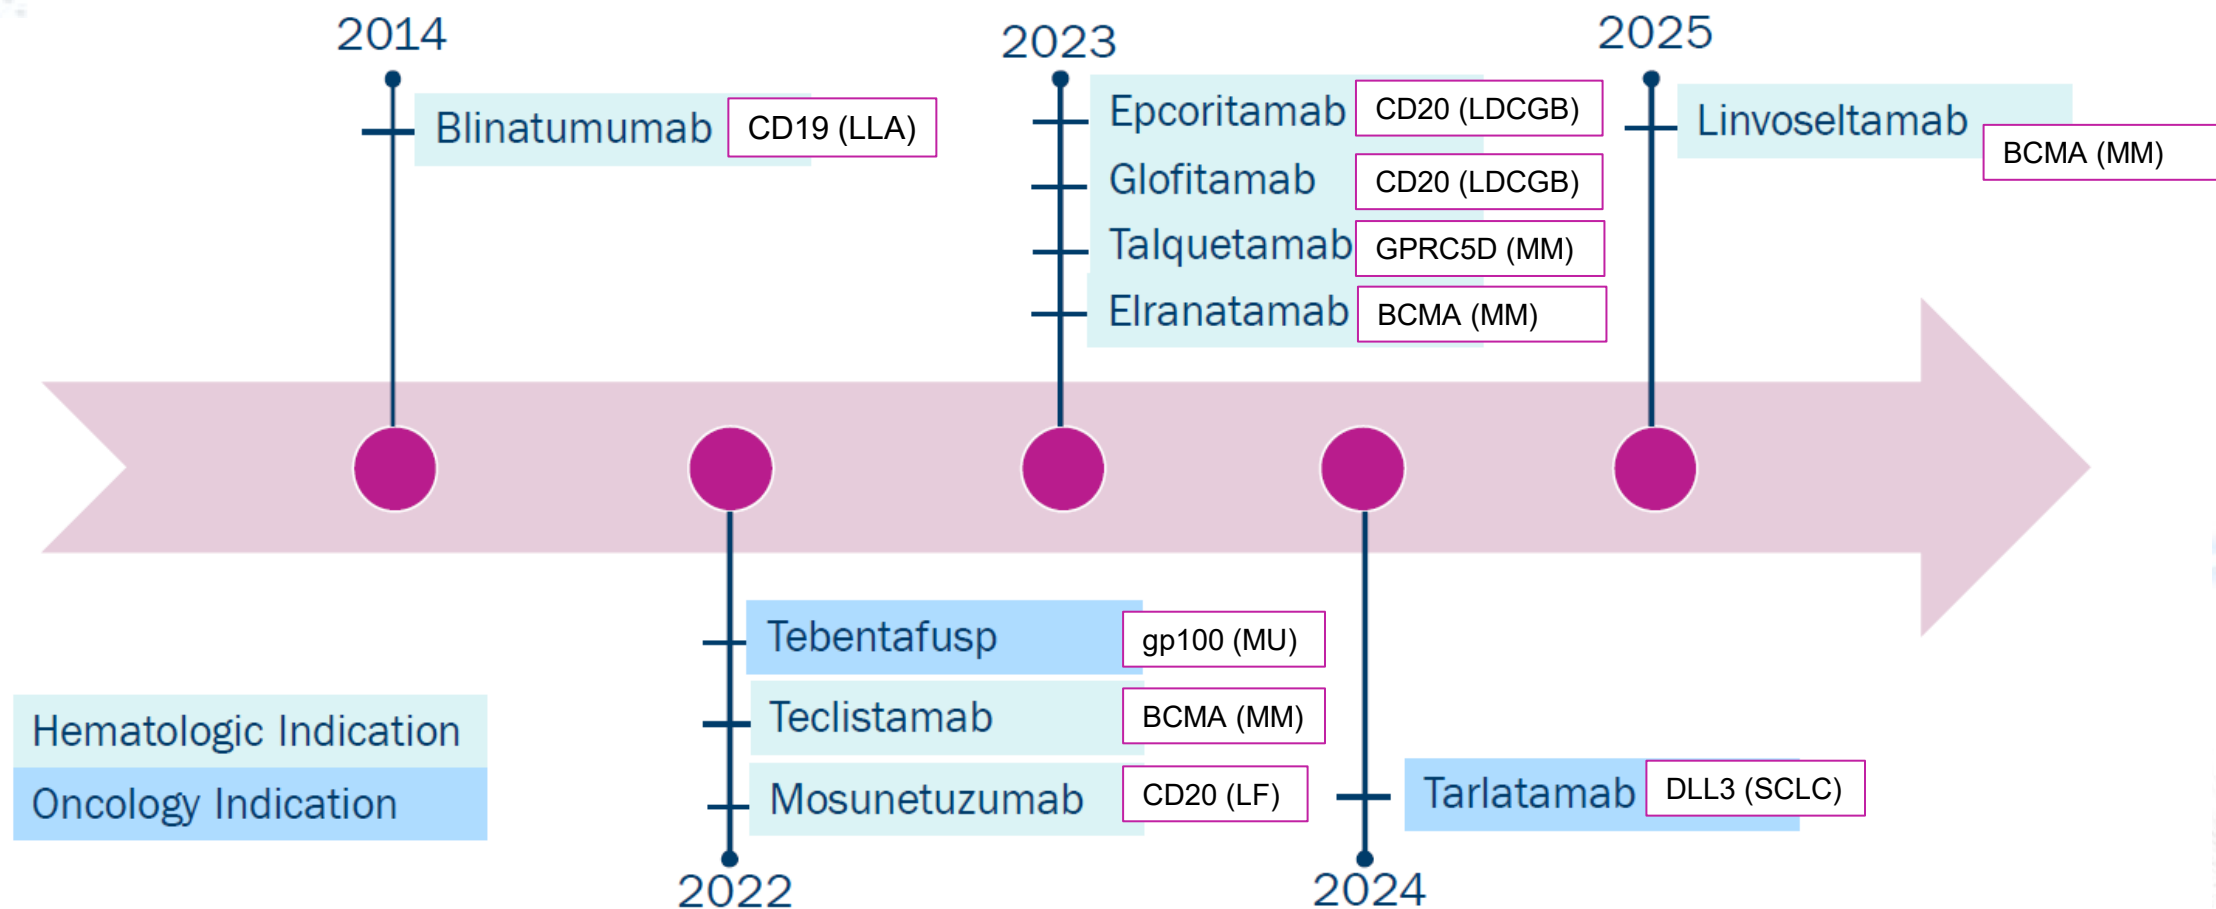 2014
Blinatumumab
CD19 (LLA)
2023
Epcoritamab
CD20 (LDCGB)
Glofitamab
CD20 (LDCGB)
Talquetamab
GPRC5D (MM)
Elranatamab
BCMA (MM)
2025
Linvoseltamab
BCMA (MM)
Tebentafusp
gp100 (MU)
Teclistamab
BCMA (MM)
Mosunetuzumab
CD20 (LF)
2022
Tarlatamab
DLL3 (SCLC)
2024
Hematologic Indication
Oncology Indication